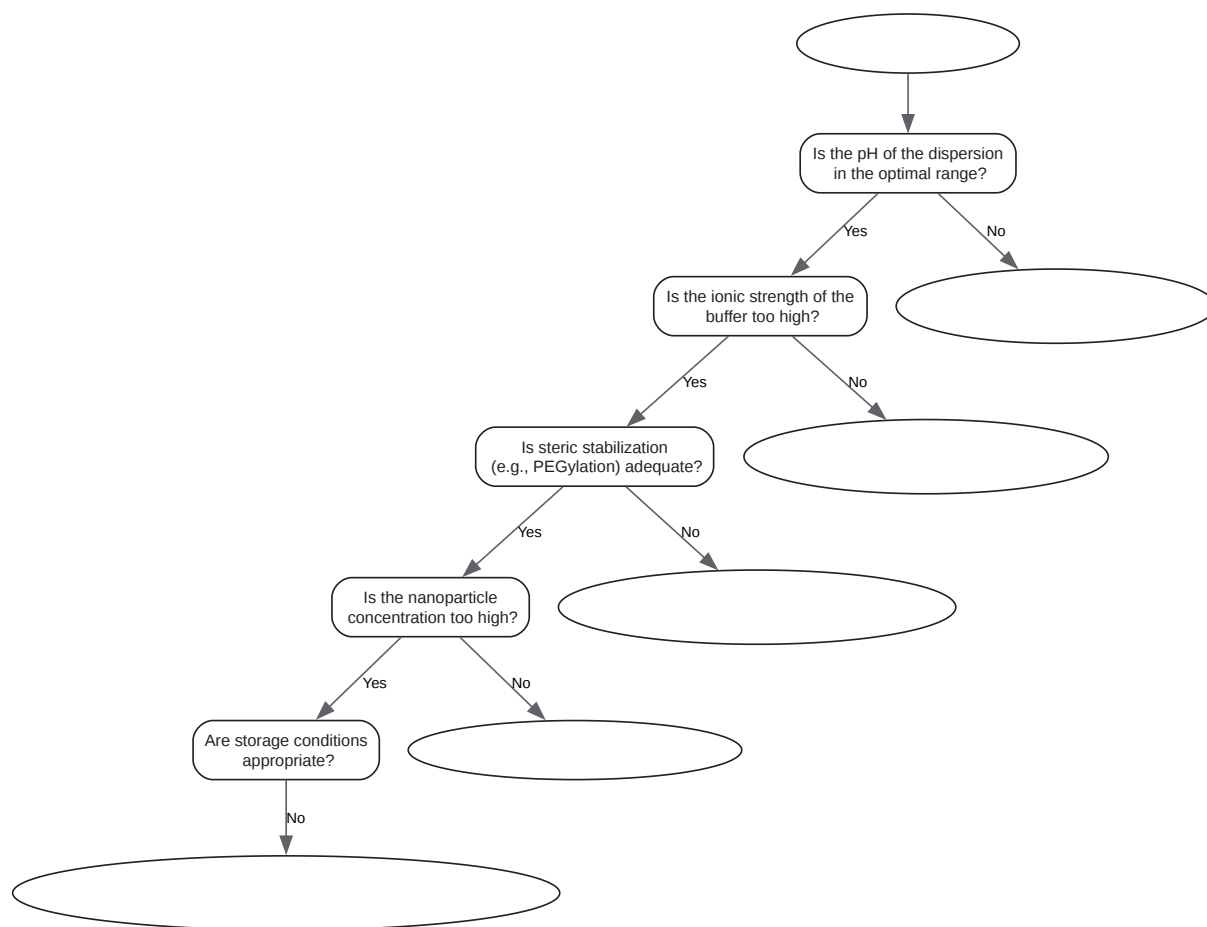 Is the pH of the dispersion
in the optimal range?
Yes
No
Is the ionic strength of the
buffer too high?
Yes
No
Is steric stabilization
(e.g., PEGylation) adequate?
Yes
No
Is the nanoparticle
concentration too high?
Yes
No
Are storage conditions
appropriate?
No